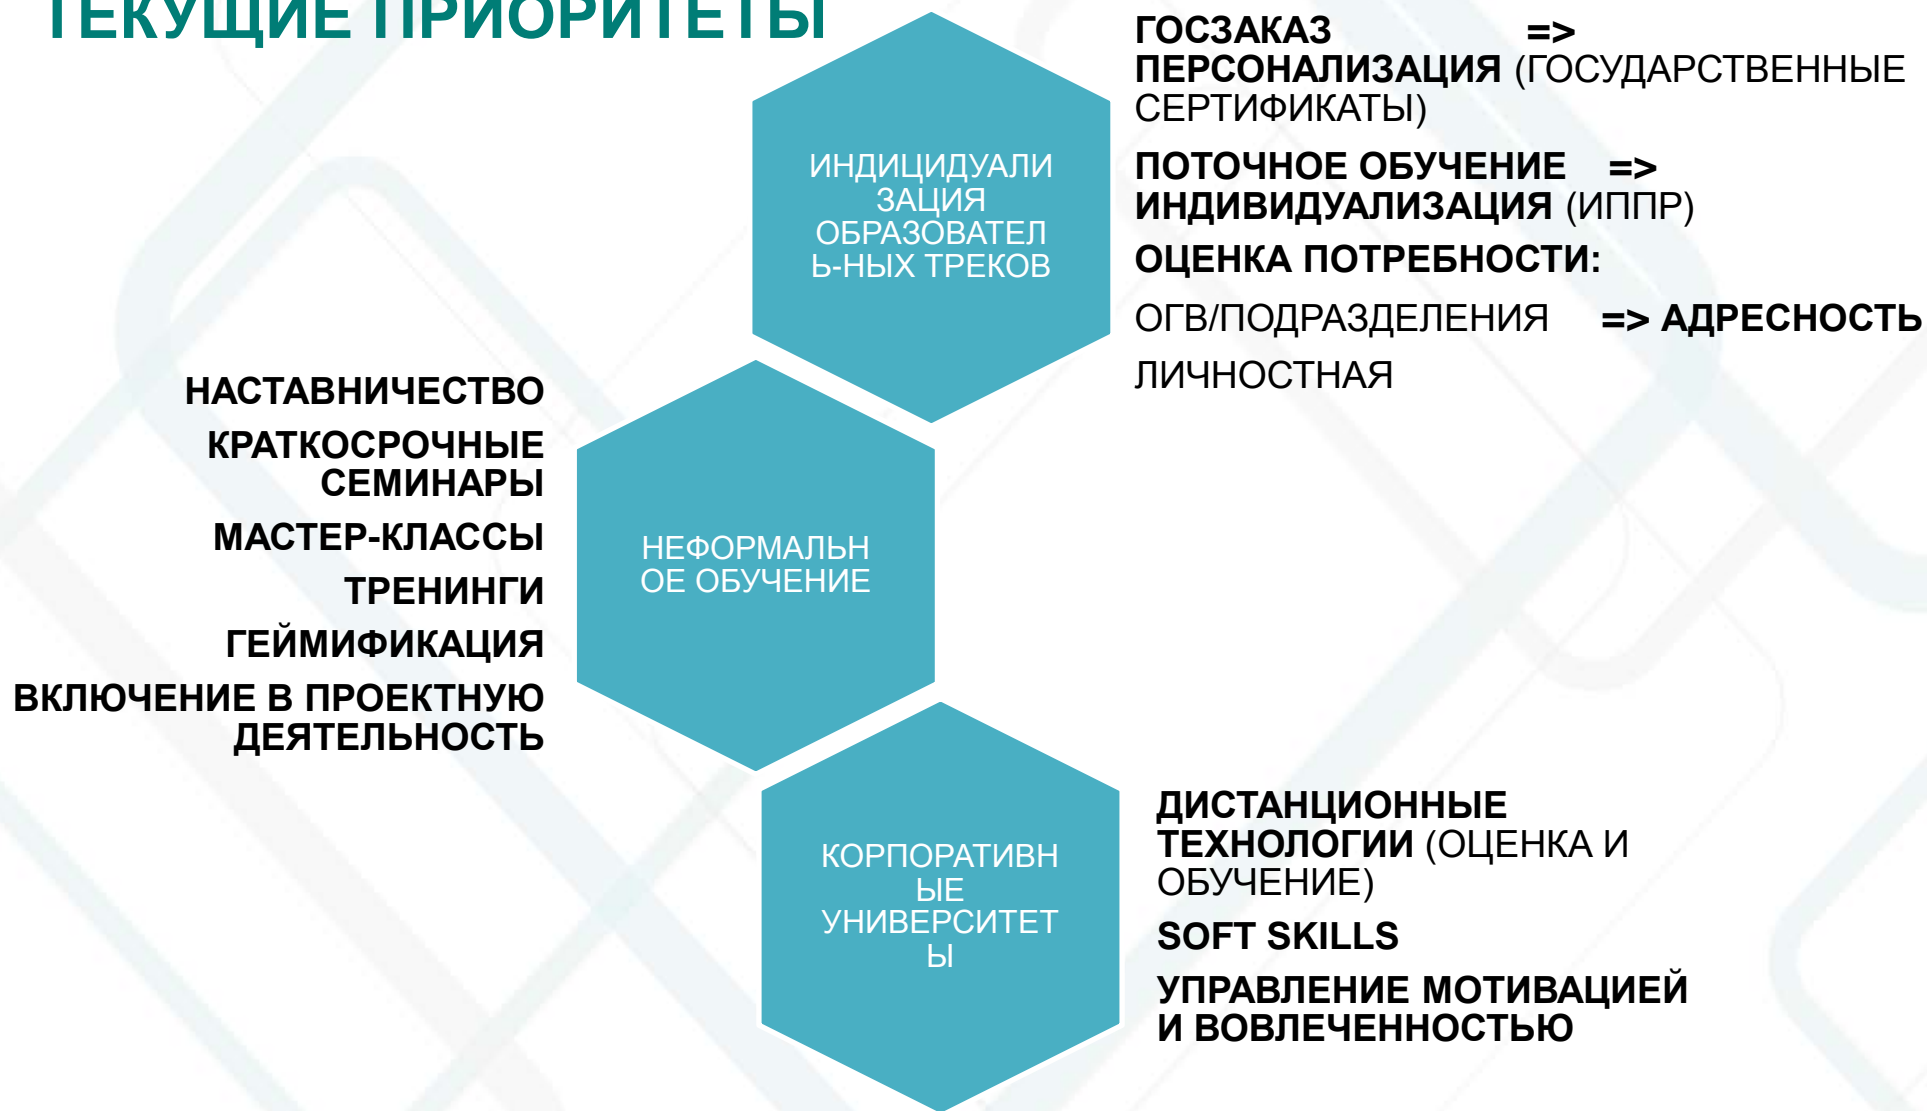 ТЕКУЩИЕ ПРИОРИТЕТЫ
ИНДИЦИДУАЛИ
ЗАЦИЯ
ОБРАЗОВАТЕЛ
Ь-НЫХ ТРЕКОВ
ГОСЗАКАЗ =>
ПЕРСОНАЛИЗАЦИЯ (ГОСУДАРСТВЕННЫЕ
СЕРТИФИКАТЫ)
ПОТОЧНОЕ ОБУЧЕНИЕ =>
ИНДИВИДУАЛИЗАЦИЯ (ИППР)
ОЦЕНКА ПОТРЕБНОСТИ:
ОГВ/ПОДРАЗДЕЛЕНИЯ => АДРЕСНОСТЬ
ЛИЧНОСТНАЯ
НАСТАВНИЧЕСТВО
КРАТКОСРОЧНЫЕ
СЕМИНАРЫ
МАСТЕР-КЛАССЫ
ТРЕНИНГИ
ГЕЙМИФИКАЦИЯ
ВКЛЮЧЕНИЕ В ПРОЕКТНУЮ
ДЕЯТЕЛЬНОСТЬ
НЕФОРМАЛЬН
ОЕ ОБУЧЕНИЕ
КОРПОРАТИВН
ЫЕ
УНИВЕРСИТЕТ
Ы
ДИСТАНЦИОННЫЕ
ТЕХНОЛОГИИ (ОЦЕНКА И
ОБУЧЕНИЕ)
SOFT SKILLS
УПРАВЛЕНИЕ МОТИВАЦИЕЙ
И ВОВЛЕЧЕННОСТЬЮ